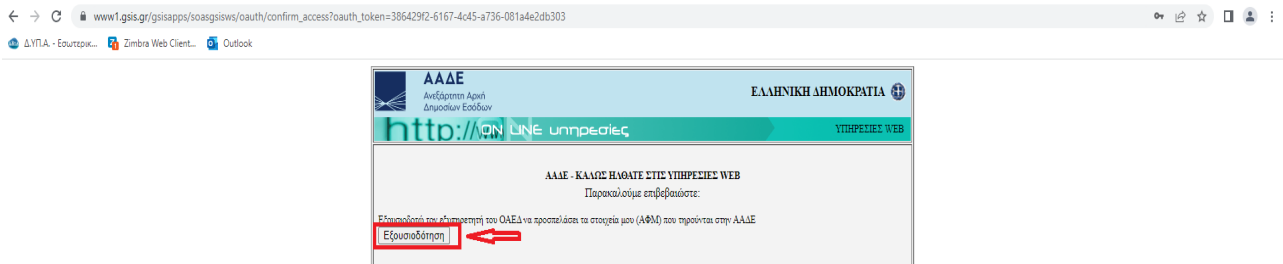 www1.gsis.gr/gsisapps/soasgsisws/oauth/confirm_access?oauth_token=386429f2-6167-4c45-a736-081a4e2db303
Δ.ΥΠ.Α. - Εσωτερικ... Zimbra Web Client... Outlook
ΑΑΔΕ
Ανεξάρτητη Αρχή
Δημοσίων Εσόδων
ΕΛΛΗΝΙΚΗ ΔΗΜΟΚΡΑΤΙΑ
http://www
ON LINE υπηρεσίες
ΥΠΗΡΕΣΙΕΣ WEB
ΑΑΔΕ - ΚΑΛΩΣ ΗΛΘΑΤΕ ΣΤΙΣ ΥΠΗΡΕΣΙΕΣ WEB
Παρακαλούμε επιβεβαιώστε:
Εξουσιοδοτώ τον εξυπηρετητή του ΟΑΕΔ να προσπελάσει τα στοιχεία μου (ΑΦΜ) που τηρούνται στην ΑΑΔΕ
Εξουσιοδότηση